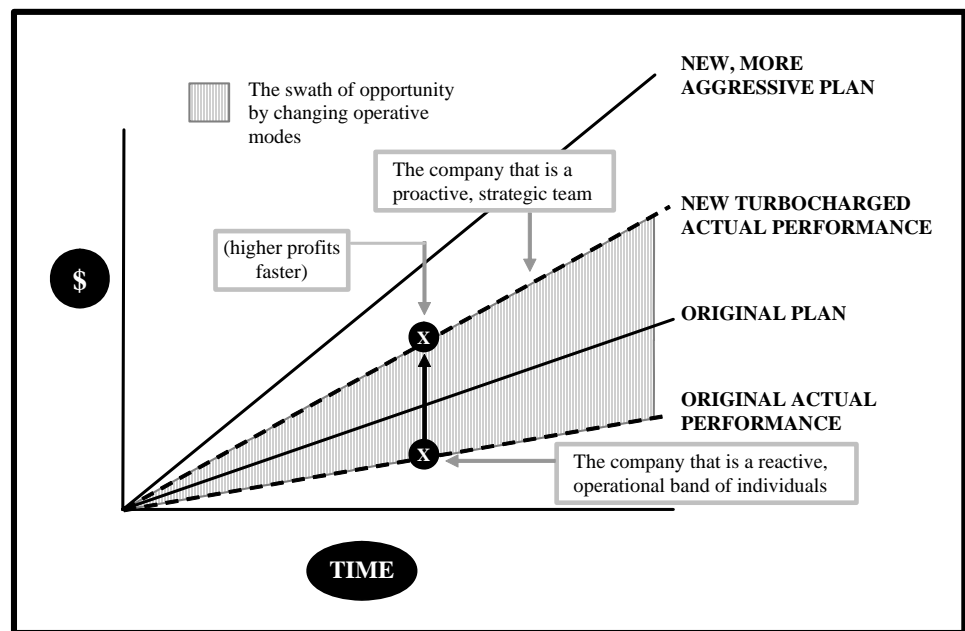 NEW, MORE
AGGRESSIVE PLAN
The swath of opportunity
by changing operative
modes
The company that is a
proactive, strategic team
NEW TURBOCHARGED
ACTUAL PERFORMANCE
(higher profits
faster)
$
ORIGINAL PLAN
X
ORIGINAL ACTUAL
PERFORMANCE
X
The company that is a reactive,
operational band of individuals
TIME